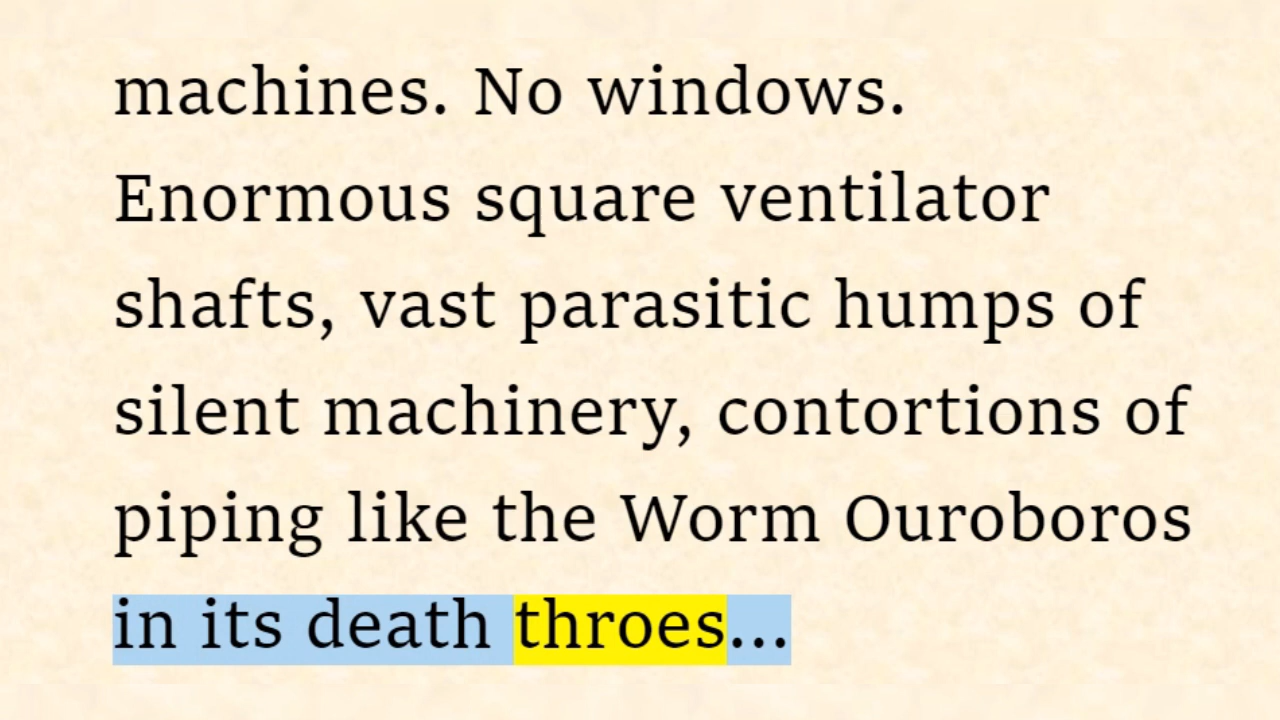 machines. No windows.
Enormous square ventilator
shafts, vast parasitic humps of
silent machinery, contortions of
piping like the Worm Ouroboros
in its death throes...